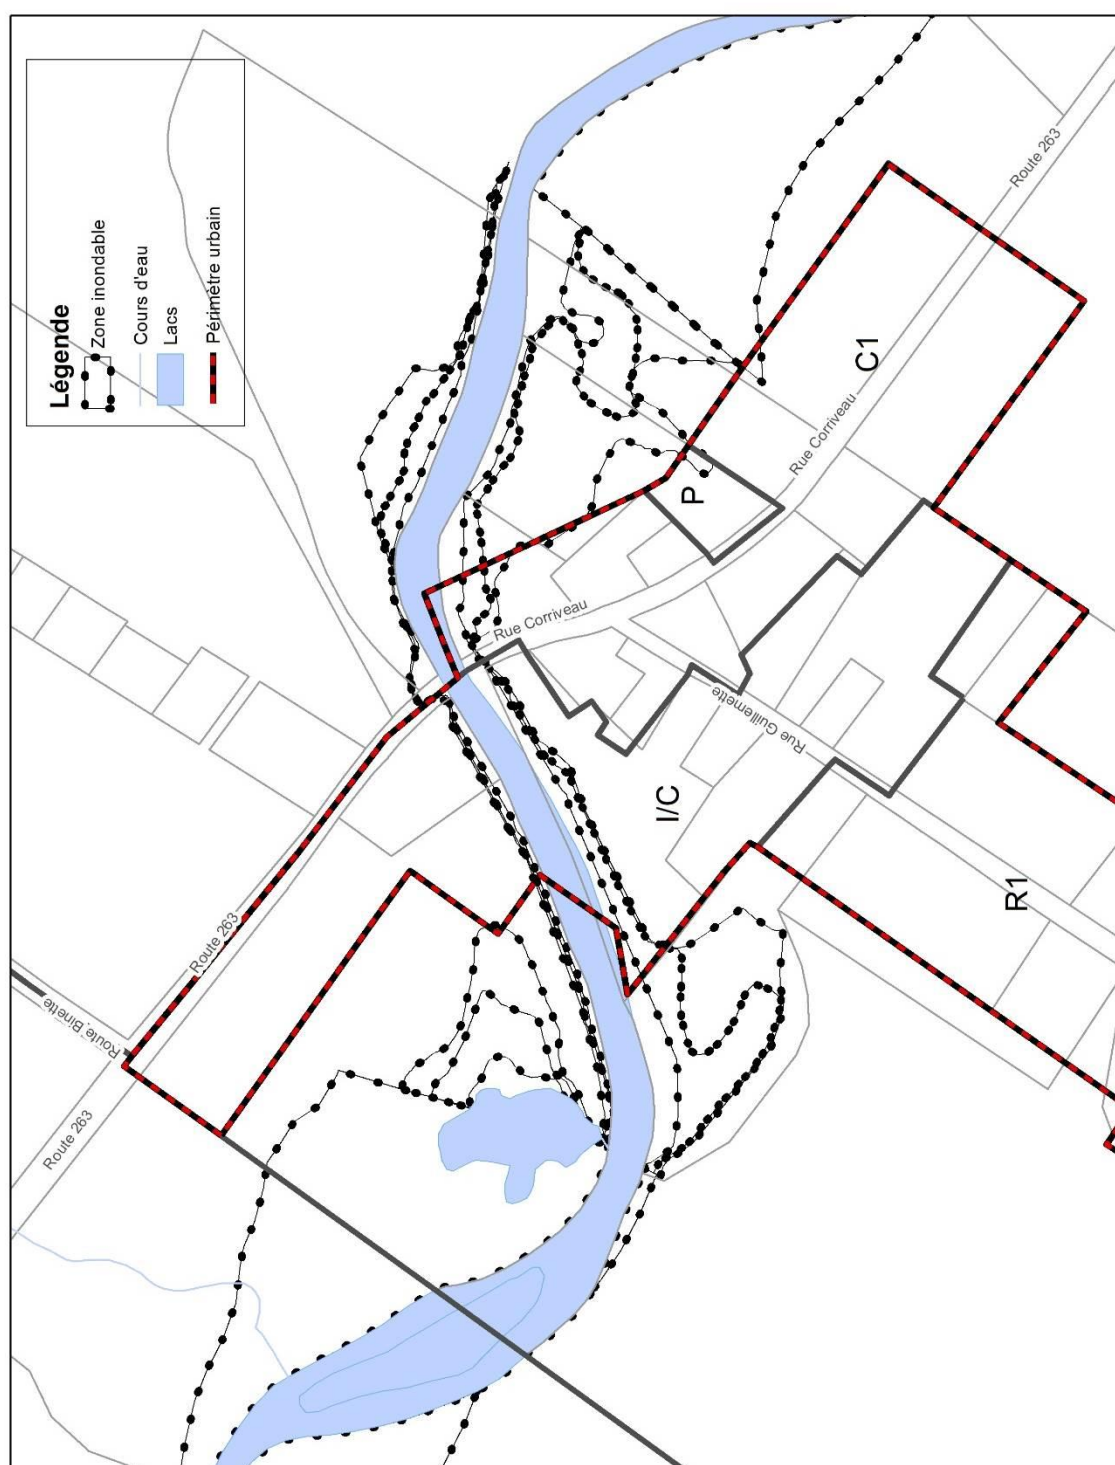 Légende
Zone inondable
Cours d'eau
Lacs
Périmètre urbain
Route 263
Rue Corriveau
C1
P
Rue Corriveau
Rue Guillemette
I/C
R1
Route 263
Route Binette
Route 263